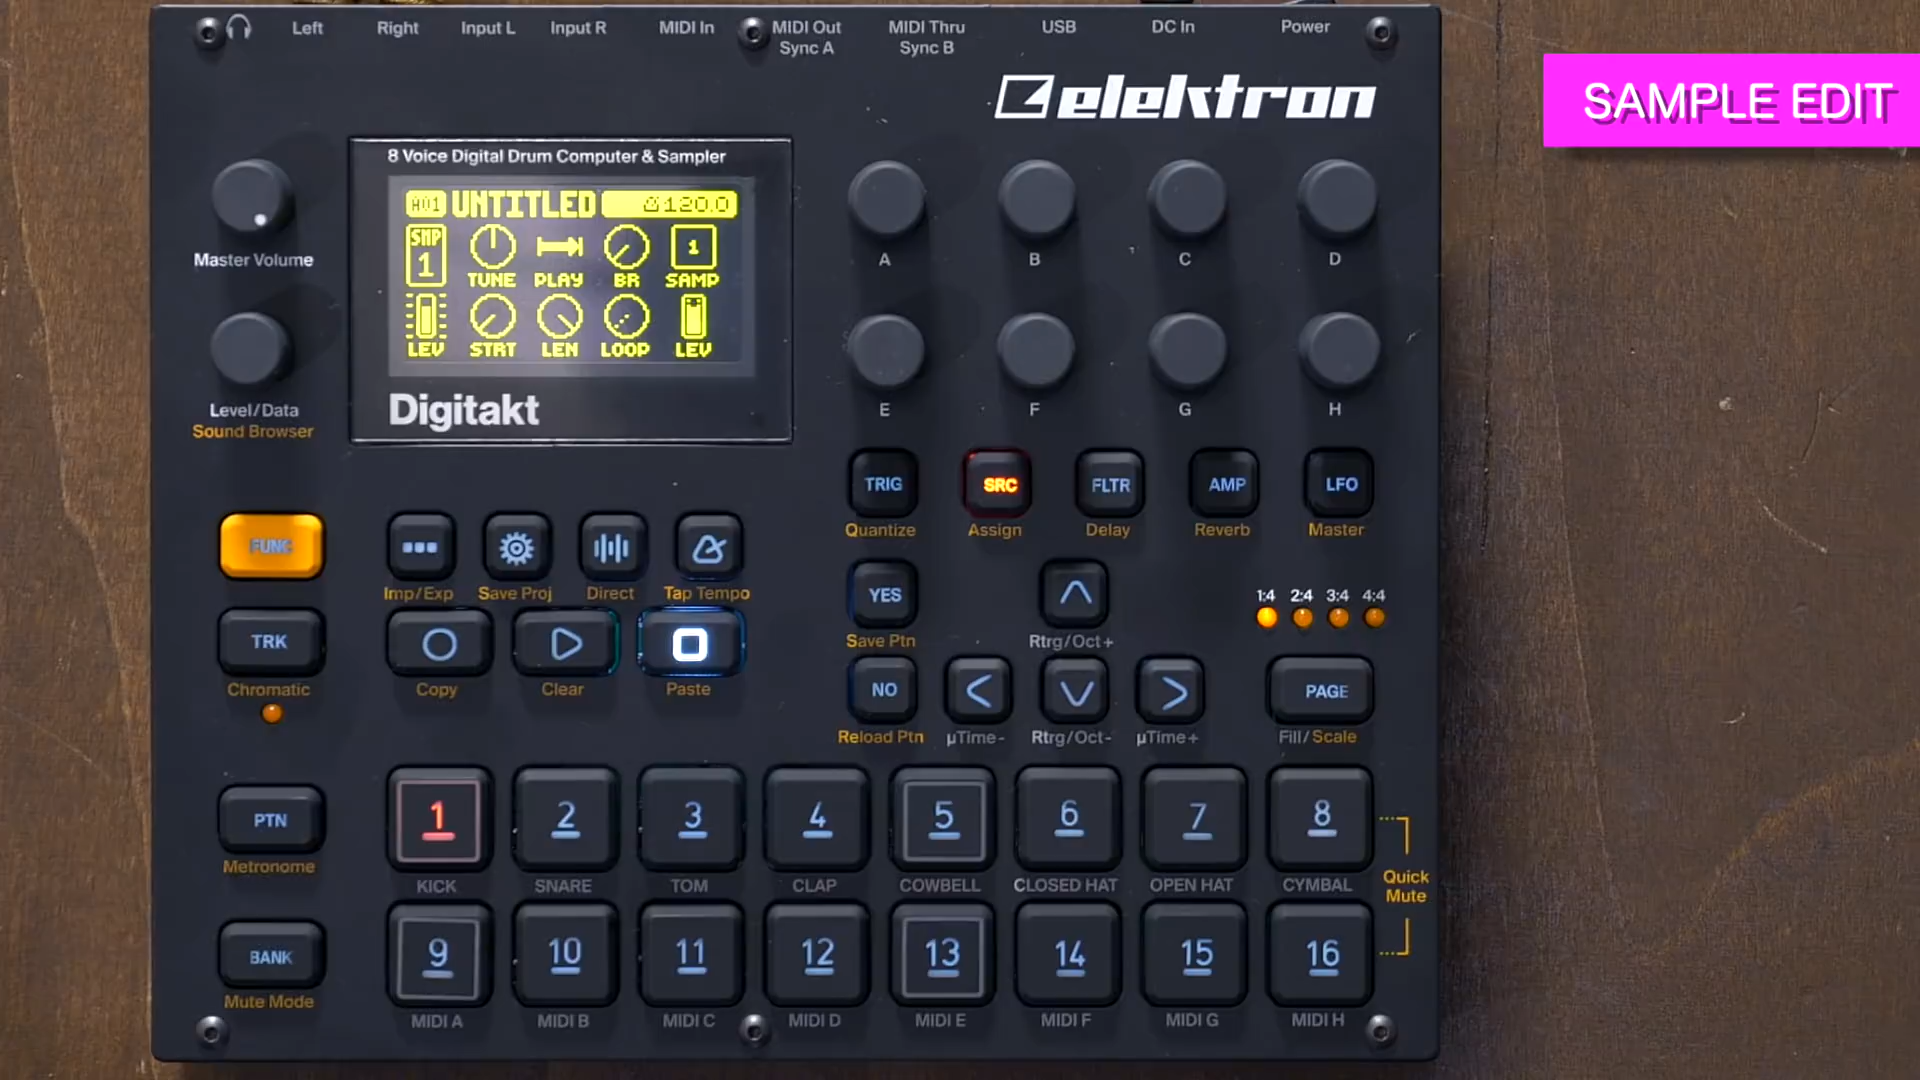 Left Right Input L Input R MIDI In MIDI Out MIDI Thru USB DC In Power
Sync A Sync B
elektron
SAMPLE EDIT
8 Voice Digital Drum Computer & Sampler
A01 UNTITLED 120.0
SMP
1
1
TUNE PLAY BR SAMP
LEV STRT LEN LOOP LEV
Digitakt
Master Volume
Level/Data
Sound Browser
A B C D
E F G H
TRIG SRC FLTR AMP LFO
Quantize Assign Delay Reverb Master
FUNC
Imp/Exp Save Proj Direct Tap Tempo
YES
Save Ptn
Rtrg/Oct+
1:4 2:4 3:4 4:4
TRK
Chromatic
Copy Clear Paste
NO
PAGE
Reload Ptn µTime- Rtrg/Oct- µTime+ Fill/Scale
PTN
Metronome
1 2 3 4 5 6 7 8
KICK SNARE TOM CLAP COWBELL CLOSED HAT OPEN HAT CYMBAL
Quick
Mute
BANK
Mute Mode
9 10 11 12 13 14 15 16
MIDI A MIDI B MIDI C MIDI D MIDI E MIDI F MIDI G MIDI H